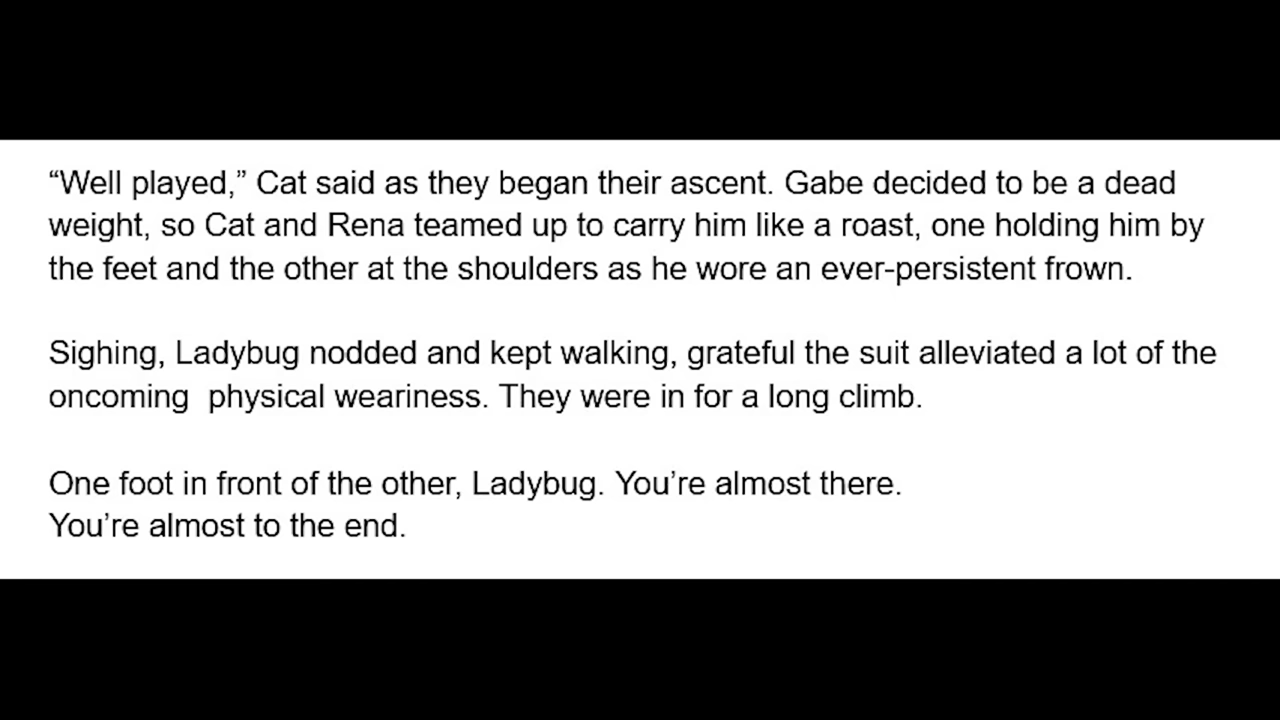 “Well played,” Cat said as they began their ascent. Gabe decided to be a dead
weight, so Cat and Rena teamed up to carry him like a roast, one holding him by
the feet and the other at the shoulders as he wore an ever-persistent frown.
Sighing, Ladybug nodded and kept walking, grateful the suit alleviated a lot of the
oncoming  physical weariness. They were in for a long climb.
One foot in front of the other, Ladybug. You’re almost there.
You’re almost to the end.